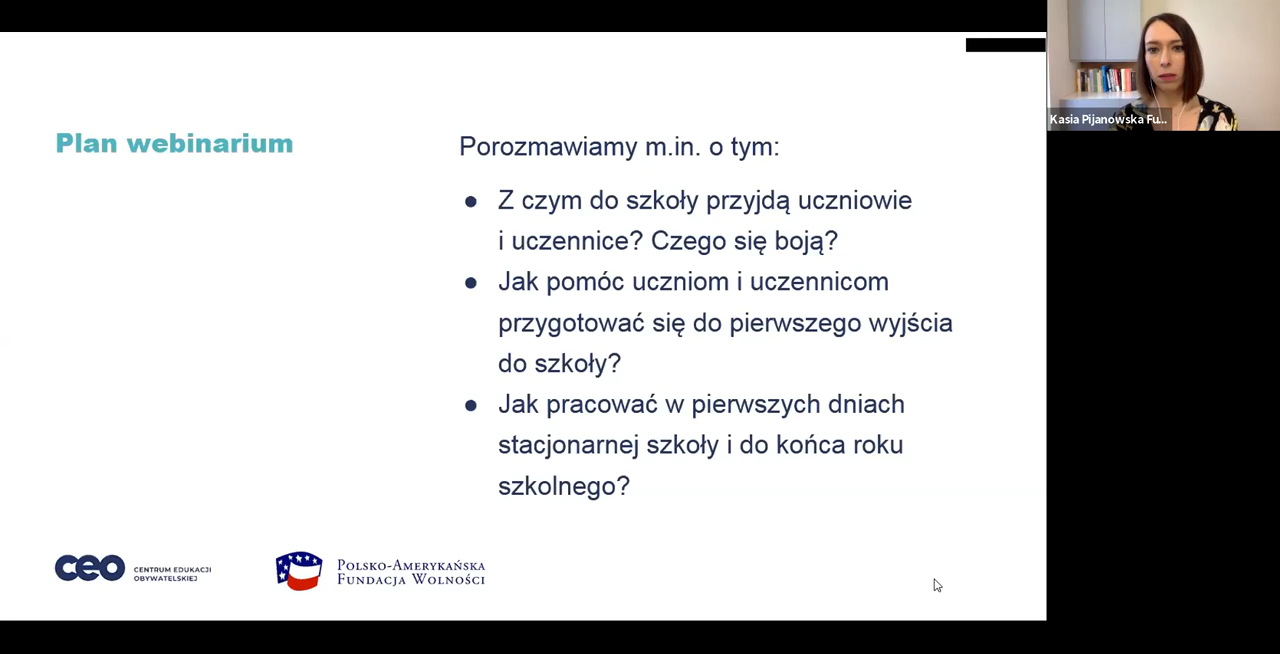 Plan webinarium
Porozmawiamy m.in. o tym:
● Z czym do szkoły przyjdą uczniowie
i uczennice? Czego się boją?
● Jak pomóc uczniom i uczennicom
przygotować się do pierwszego wyjścia
do szkoły?
● Jak pracować w pierwszych dniach
stacjonarnej szkoły i do końca roku
szkolnego?
ceo
CENTRUM EDUKACJI
OBYWATELSKIEJ
POLSKO-AMERYKAŃSKA
FUNDACJA WOLNOŚCI
Kasia Pijanowska Fu...